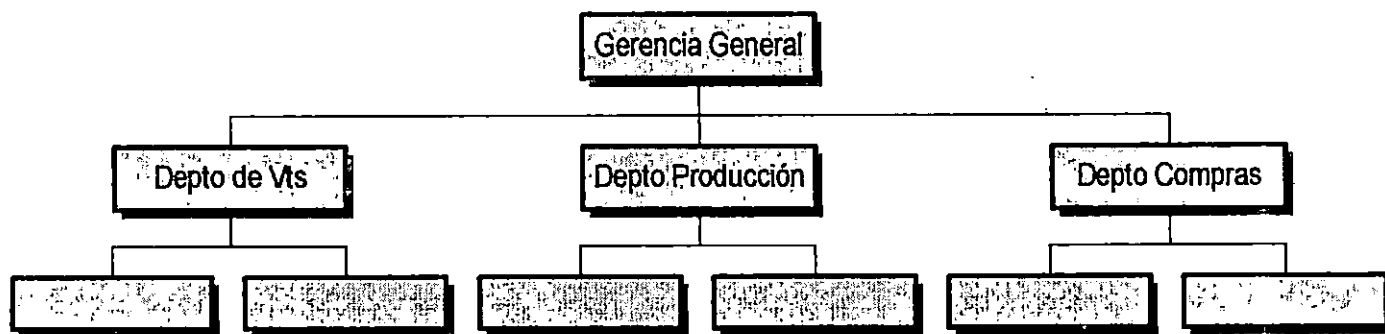 Gerencia General
Depto de Vts
Depto Producción
Depto Compras